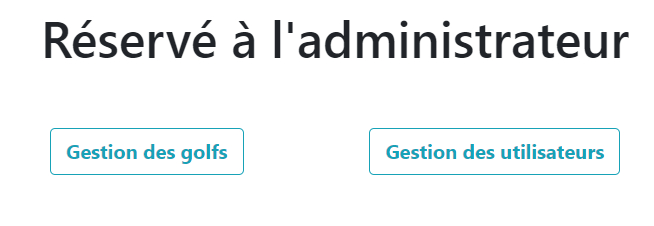 Réservé à l'administrateur
Gestion des golfs
Gestion des utilisateurs